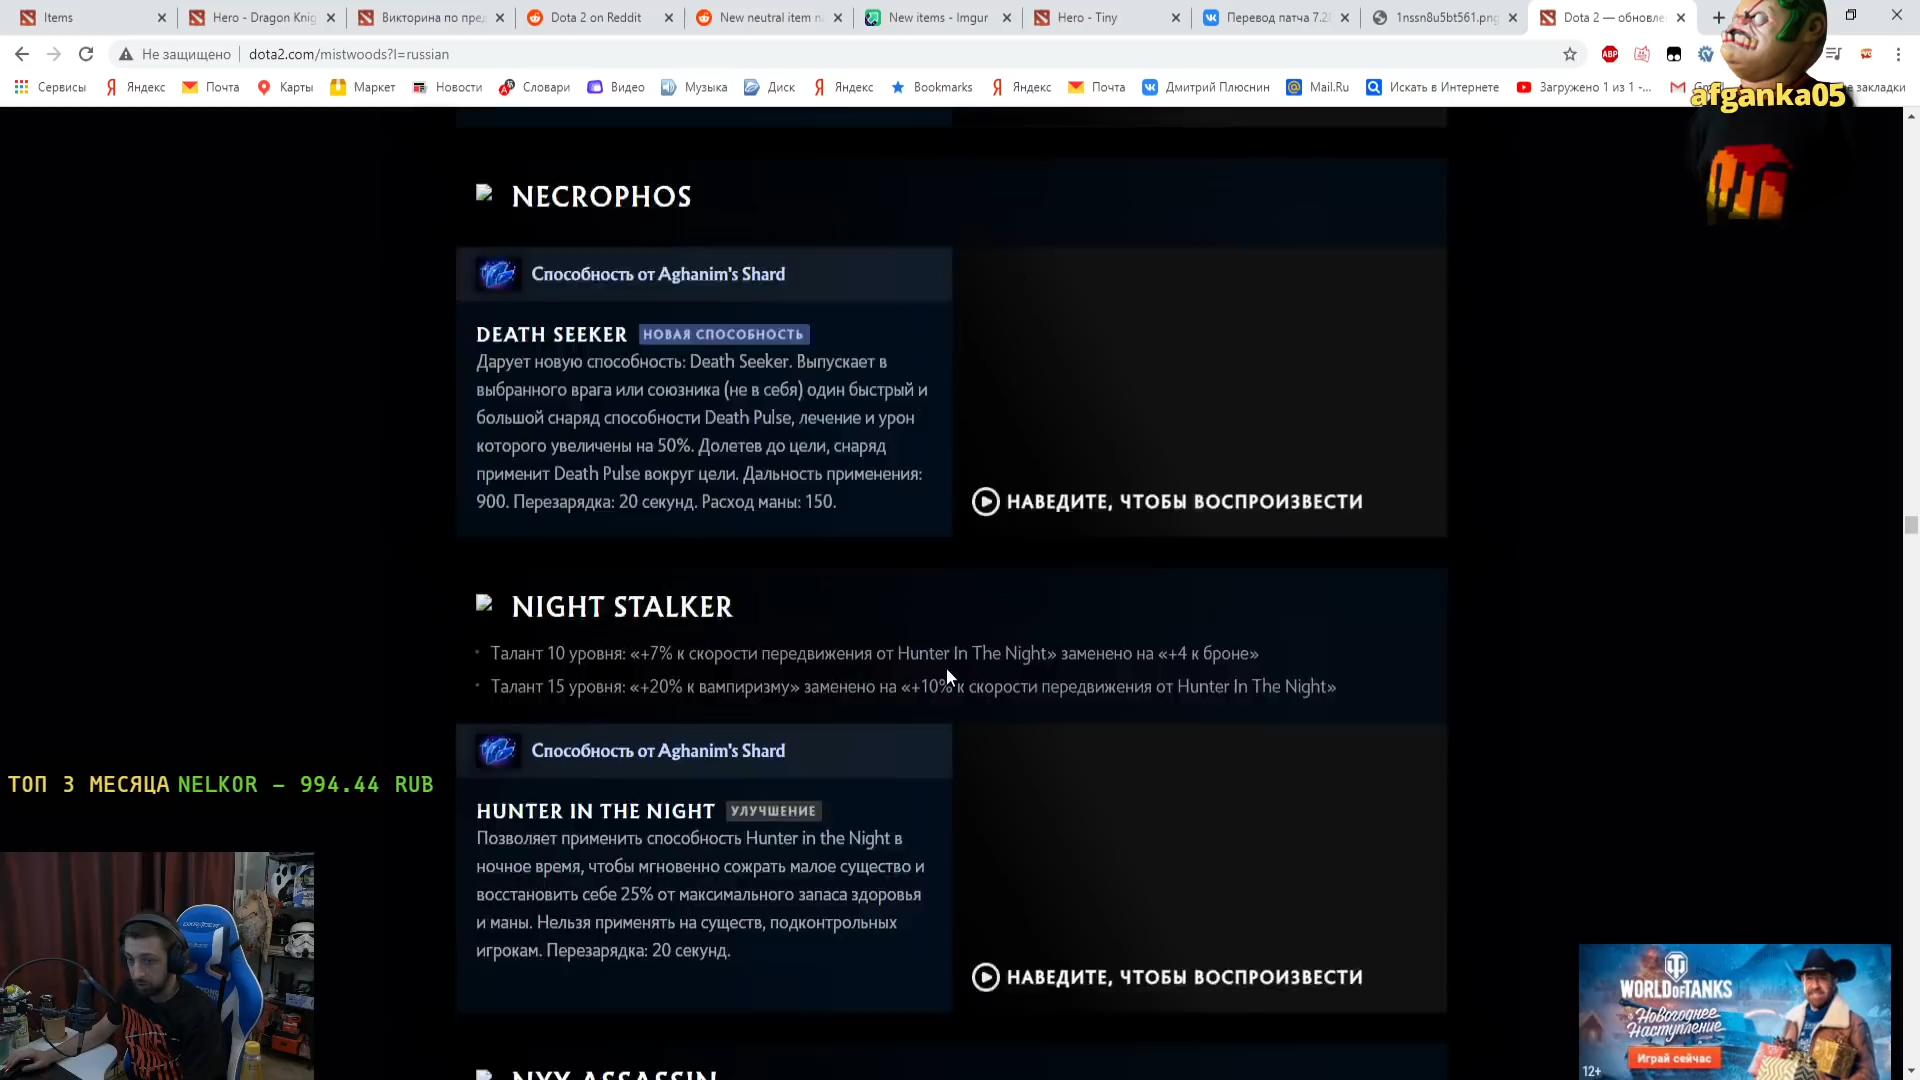 Items
Hero - Dragon Knig
Викторина по пред
Dota 2 on Reddit
New neutral item n
New items - Imgur
Hero - Tiny
Перевод патча 7.2
1nssn8u5bt561.png
Dota 2 — обновле
Не защищено
dota2.com/mistwoods?l=russian
ABP
Сервисы
Яндекс
Почта
Карты
Маркет
Новости
Словари
Видео
Музыка
Диск
Яндекс
Bookmarks
Яндекс
Почта
Дмитрий Плюснин
Mail.Ru
Искать в Интернете
Загружено 1 из 1 -...
закладки
afganka05
NECROPHOS
Способность от Aghanim's Shard
DEATH SEEKER НОВАЯ СПОСОБНОСТЬ
Дарует новую способность: Death Seeker. Выпускает в
выбранного врага или союзника (не в себя) один быстрый и
большой снаряд способности Death Pulse, лечение и урон
которого увеличены на 50%. Долетев до цели, снаряд
применит Death Pulse вокруг цели. Дальность применения:
900. Перезарядка: 20 секунд. Расход маны: 150.
НАВЕДИТЕ, ЧТОБЫ ВОСПРОИЗВЕСТИ
NIGHT STALKER
Талант 10 уровня: «+7% к скорости передвижения от Hunter In The Night» заменено на «+4 к броне»
Талант 15 уровня: «+20% к вампиризму» заменено на «+10% к скорости передвижения от Hunter In The Night»
Способность от Aghanim's Shard
HUNTER IN THE NIGHT УЛУЧШЕНИЕ
Позволяет применить способность Hunter in the Night в
ночное время, чтобы мгновенно сожрать малое существо и
восстановить себе 25% от максимального запаса здоровья
и маны. Нельзя применять на существ, подконтрольных
игрокам. Перезарядка: 20 секунд.
НАВЕДИТЕ, ЧТОБЫ ВОСПРОИЗВЕСТИ
NYX ASSASSIN
ТОП 3 МЕСЯЦА NELKOR – 994.44 RUB
WORLD OF TANKS
Новогоднее
Наступление
Играй сейчас
12+